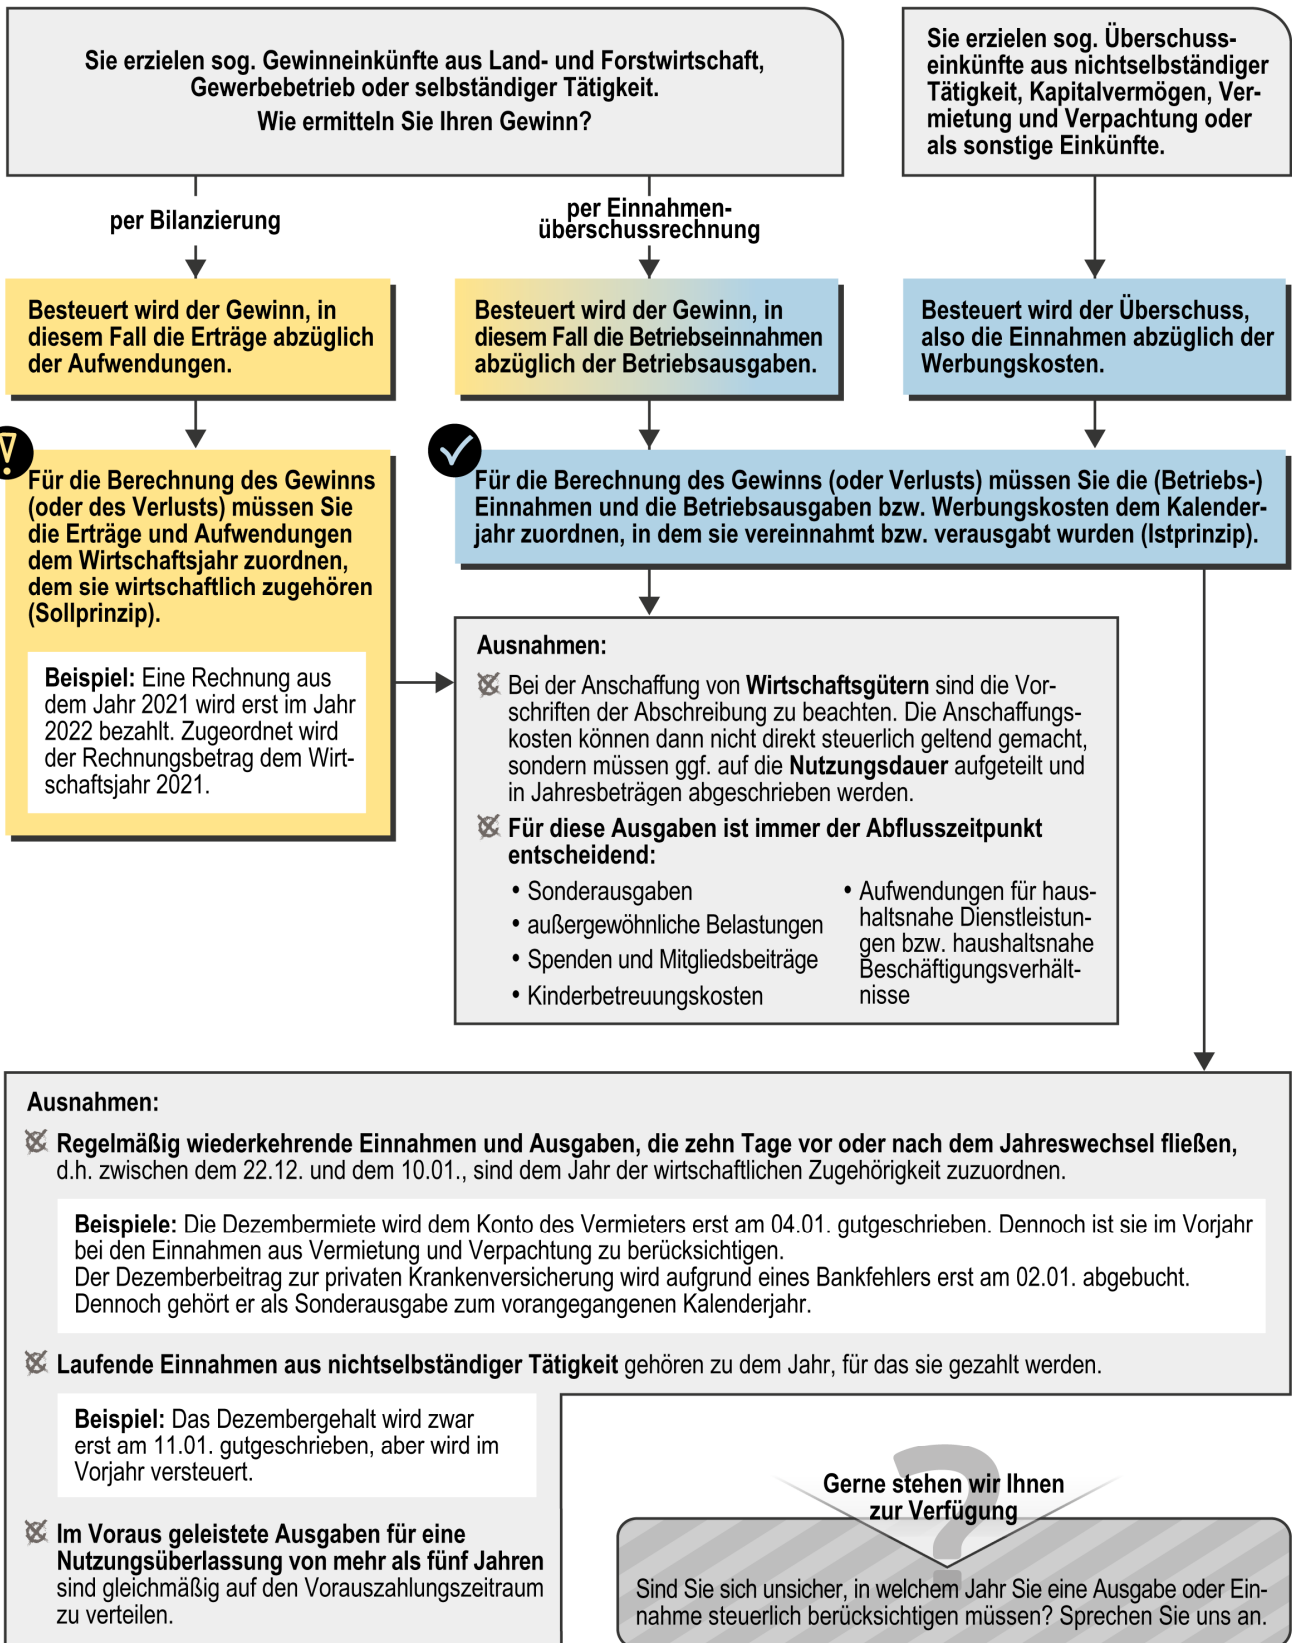 Sie erzielen sog. Gewinneinkünfte aus Land- und Forstwirtschaft,
Gewerbebetrieb oder selbständiger Tätigkeit.
Wie ermitteln Sie Ihren Gewinn?
Sie erzielen sog. Überschuss-
einkünfte aus nichtselbständiger
Tätigkeit, Kapitalvermögen, Ver-
mietung und Verpachtung oder
als sonstige Einkünfte.
per Bilanzierung
per Einnahmen-
überschussrechnung
Besteuert wird der Gewinn, in
diesem Fall die Erträge abzüglich
der Aufwendungen.
Besteuert wird der Gewinn, in
diesem Fall die Betriebseinnahmen
abzüglich der Betriebsausgaben.
Besteuert wird der Überschuss,
also die Einnahmen abzüglich der
Werbungskosten.
Für die Berechnung des Gewinns
(oder des Verlusts) müssen Sie
die Erträge und Aufwendungen
dem Wirtschaftsjahr zuordnen,
dem sie wirtschaftlich zugehören
(Sollprinzip).
Beispiel: Eine Rechnung aus
dem Jahr 2021 wird erst im Jahr
2022 bezahlt. Zugeordnet wird
der Rechnungsbetrag dem Wirt-
schaftsjahr 2021.
Für die Berechnung des Gewinns (oder Verlusts) müssen Sie die (Betriebs-)
Einnahmen und die Betriebsausgaben bzw. Werbungskosten dem Kalender-
jahr zuordnen, in dem sie vereinnahmt bzw. verausgabt wurden (Istprinzip).
Ausnahmen:
Bei der Anschaffung von Wirtschaftsgütern sind die Vor-
schriften der Abschreibung zu beachten. Die Anschaffungs-
kosten können dann nicht direkt steuerlich geltend gemacht,
sondern müssen ggf. auf die Nutzungsdauer aufgeteilt und
in Jahresbeträgen abgeschrieben werden.
Für diese Ausgaben ist immer der Abflusszeitpunkt
entscheidend:
• Sonderausgaben
• außergewöhnliche Belastungen
• Spenden und Mitgliedsbeiträge
• Kinderbetreuungskosten
• Aufwendungen für haus-
haltsnahe Dienstleistun-
gen bzw. haushaltsnahe
Beschäftigungsverhält-
nisse
Ausnahmen:
Regelmäßig wiederkehrende Einnahmen und Ausgaben, die zehn Tage vor oder nach dem Jahreswechsel fließen,
d.h. zwischen dem 22.12. und dem 10.01., sind dem Jahr der wirtschaftlichen Zugehörigkeit zuzuordnen.
Beispiele: Die Dezembermiete wird dem Konto des Vermieters erst am 04.01. gutgeschrieben. Dennoch ist sie im Vorjahr
bei den Einnahmen aus Vermietung und Verpachtung zu berücksichtigen.
Der Dezemberbeitrag zur privaten Krankenversicherung wird aufgrund eines Bankfehlers erst am 02.01. abgebucht.
Dennoch gehört er als Sonderausgabe zum vorangegangenen Kalenderjahr.
Laufende Einnahmen aus nichtselbständiger Tätigkeit gehören zu dem Jahr, für das sie gezahlt werden.
Beispiel: Das Dezembergehalt wird zwar
erst am 11.01. gutgeschrieben, aber wird im
Vorjahr versteuert.
Im Voraus geleistete Ausgaben für eine
Nutzungsüberlassung von mehr als fünf Jahren
sind gleichmäßig auf den Vorauszahlungszeitraum
zu verteilen.
Gerne stehen wir Ihnen
zur Verfügung
Sind Sie sich unsicher, in welchem Jahr Sie eine Ausgabe oder Ein-
nahme steuerlich berücksichtigen müssen? Sprechen Sie uns an.